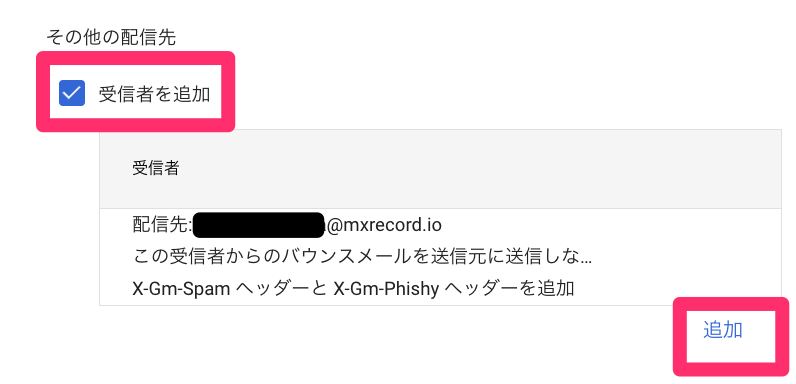 その他の配信先
受信者を追加
受信者
配信先:@mxrecord.io
この受信者からのバウンスメールを送信元に送信しな...
X-Gm-Spam ヘッダーと X-Gm-Phishy ヘッダーを追加
追加